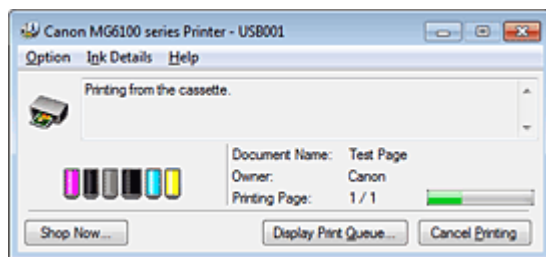 Canon MG6100 series Printer - USB001
Option Ink Details Help
Printing from the cassette.
Document Name: Test Page
Owner: Canon
Printing Page: 1 / 1
Shop Now... Display Print Queue... Cancel Printing